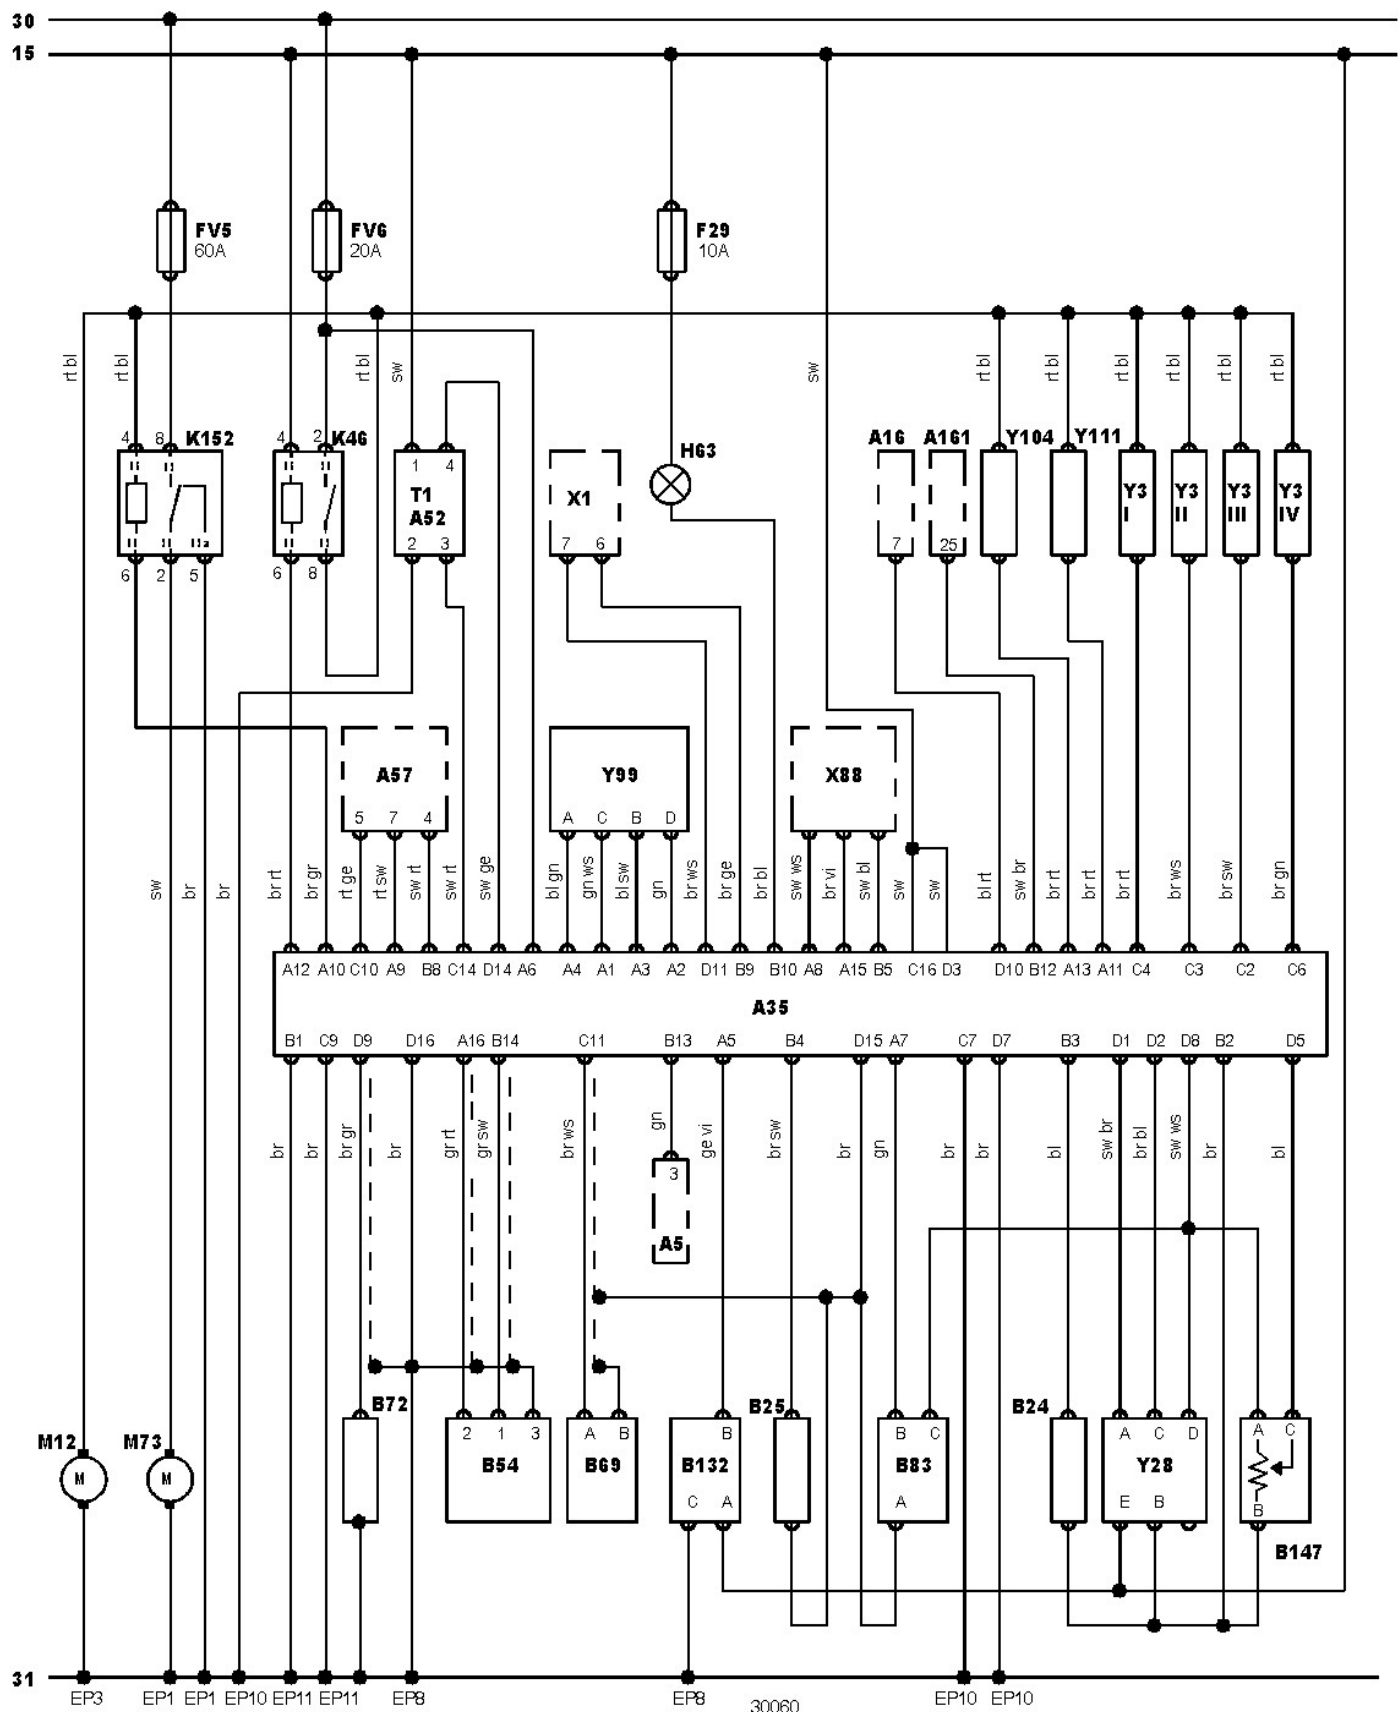 30
15
FV5
60A
FV6
20A
F29
10A
rt bl
rt bl
rt bl
sw
sw
rt bl
rt bl
rt bl
rt bl
rt bl
rt bl
4 8 K152
4 2 K46
H63
A16 A161 Y104 Y111
1 4
T1
A52
2 3
X1
7 6
7 25
Y3
I
Y3
II
Y3
III
Y3
IV
6 2 5
6 8
A57
5 7 4
Y99
A C B D
X88
sw
br
br
br rt
br gr
rt ge
rt sw
sw rt
sw rt
sw ge
bl gn
gn ws
bl sw
gn
br ws
br ge
br bl
sw ws
br vi
sw bl
sw
sw
bl rt
sw br
br rt
br rt
br rt
br ws
br sw
br gn
A12 A10 C10 A9 B8 C14 D14 A6 A4 A1 A3 A2 D11 B9 B10 A8 A15 B5 C16 D3 D10 B12 A13 A11 C4 C3 C2 C6
A35
B1 C9 D9 D16 A16 B14 C11 B13 A5 B4 D15 A7 C7 D7 B3 D1 D2 D8 B2 D5
br
br
br gr
br
gr rt
gr sw
br ws
gn
ge vi
br sw
br
gn
br
br
bl
sw br
br bl
sw ws
br
bl
3
A5
M12
M
M73
M
B72
2 1 3
B54
A B
B69
B
B132
C A
B25
B C
B83
A
B24
A C D
Y28
E B
A C
B
B147
31
EP3 EP1 EP1 EP10 EP11 EP11 EP8 EP8 EP10 EP10
30060